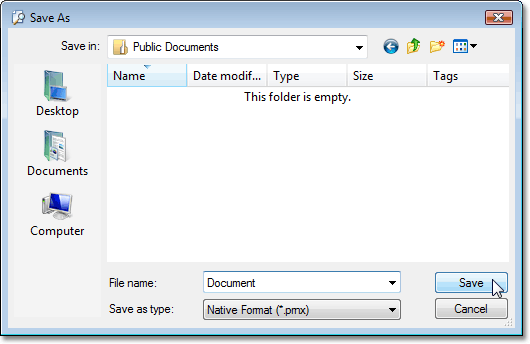 Save As
Save in: Public Documents
Name Date modif... Type Size Tags
This folder is empty.
Desktop
Documents
Computer
File name: Document Save
Save as type: Native Format (*.pmx) Cancel